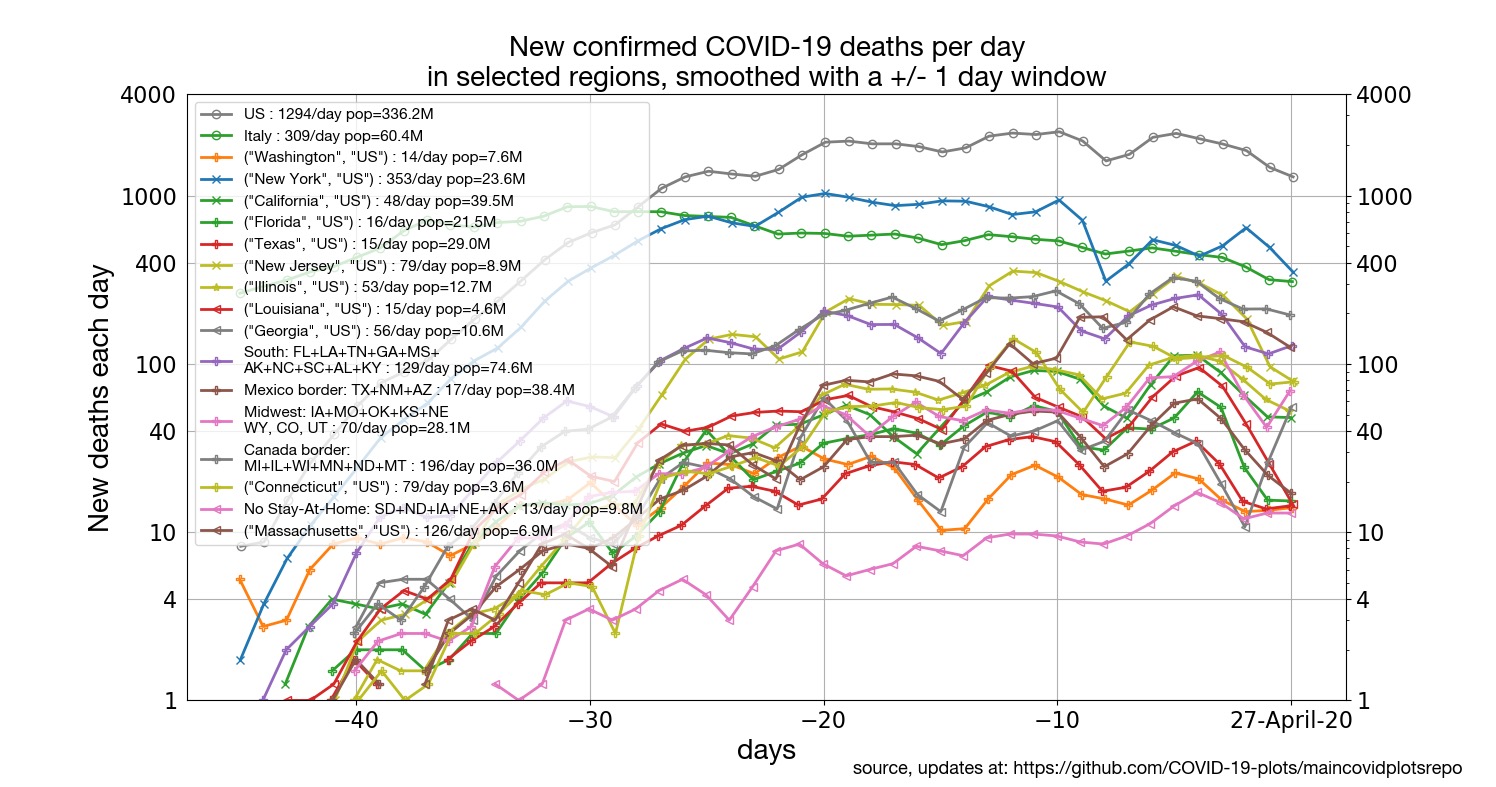 New confirmed COVID-19 deaths per day
in selected regions, smoothed with a +/- 1 day window
4000
1000
400
100
40
10
4
1
New deaths each day
US : 1294/day pop=336.2M
Italy : 309/day pop=60.4M
("Washington", "US") : 14/day pop=7.6M
("New York", "US") : 353/day pop=23.6M
("California", "US") : 48/day pop=39.5M
("Florida", "US") : 16/day pop=21.5M
("Texas", "US") : 15/day pop=29.0M
("New Jersey", "US") : 79/day pop=8.9M
("Illinois", "US") : 53/day pop=12.7M
("Louisiana", "US") : 15/day pop=4.6M
("Georgia", "US") : 56/day pop=10.6M
South: FL+LA+TN+GA+MS+
AK+NC+SC+AL+KY : 129/day pop=74.6M
Mexico border: TX+NM+AZ : 17/day pop=38.4M
Midwest: IA+MO+OK+KS+NE
WY, CO, UT : 70/day pop=28.1M
Canada border:
MI+IL+WI+MN+ND+MT : 196/day pop=36.0M
("Connecticut", "US") : 79/day pop=3.6M
No Stay-At-Home: SD+ND+IA+NE+AK : 13/day pop=9.8M
("Massachusetts", "US") : 126/day pop=6.9M
4000
1000
400
100
40
10
4
1
−40
−30
−20
−10
27-April-20
days
source, updates at: https://github.com/COVID-19-plots/maincovidplotsrepo